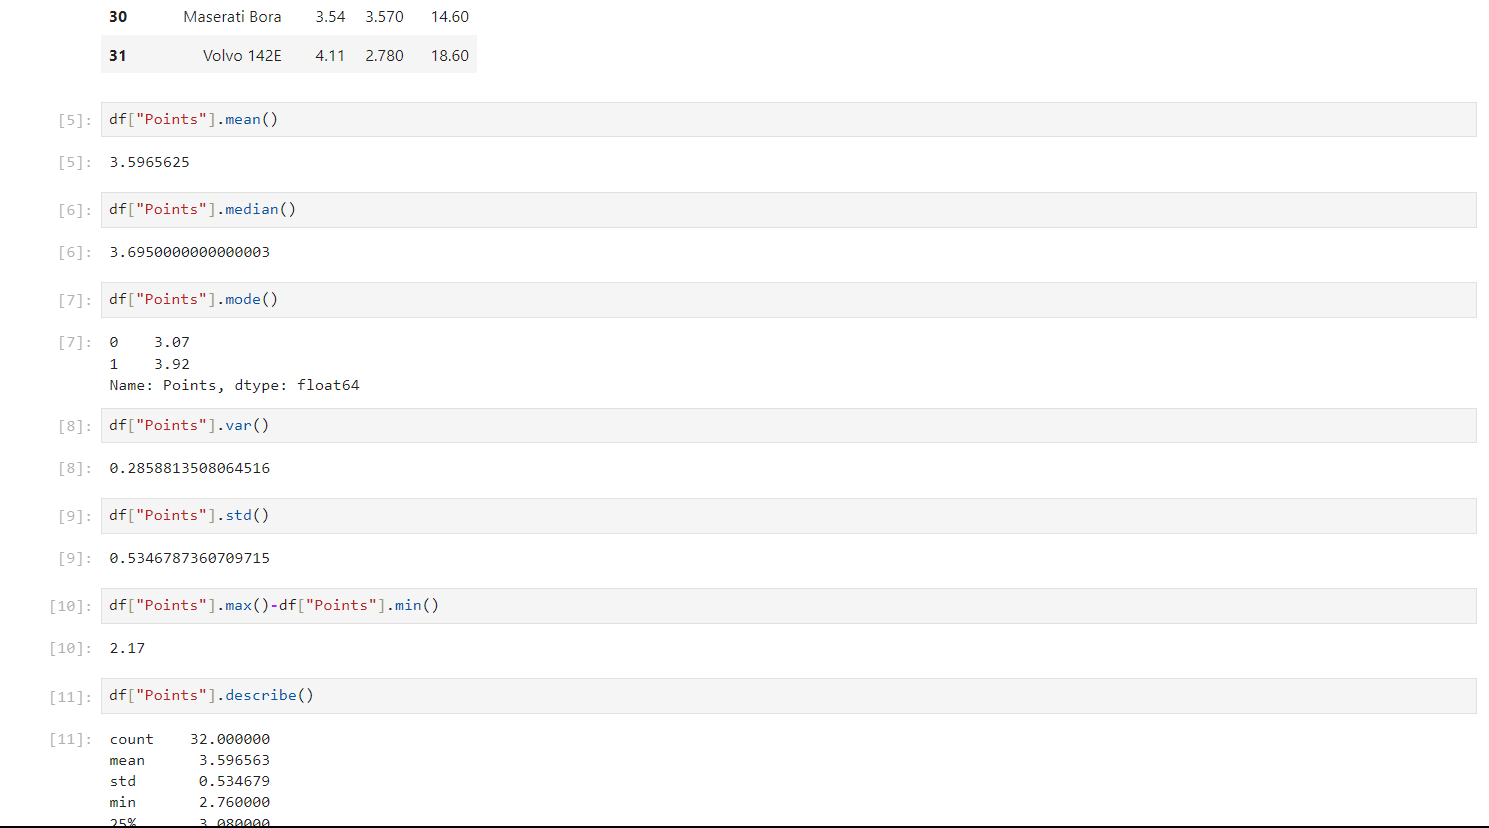 30 Maserati Bora 3.54 3.570 14.60
31 Volvo 142E 4.11 2.780 18.60
[5]: df["Points"].mean()
[5]: 3.5965625
[6]: df["Points"].median()
[6]: 3.6950000000000003
[7]: df["Points"].mode()
[7]: 0 3.07
1 3.92
Name: Points, dtype: float64
[8]: df["Points"].var()
[8]: 0.2858813508064516
[9]: df["Points"].std()
[9]: 0.5346787360709715
[10]: df["Points"].max()-df["Points"].min()
[10]: 2.17
[11]: df["Points"].describe()
[11]: count 32.000000
mean 3.596563
std 0.534679
min 2.760000
25% 3.080000